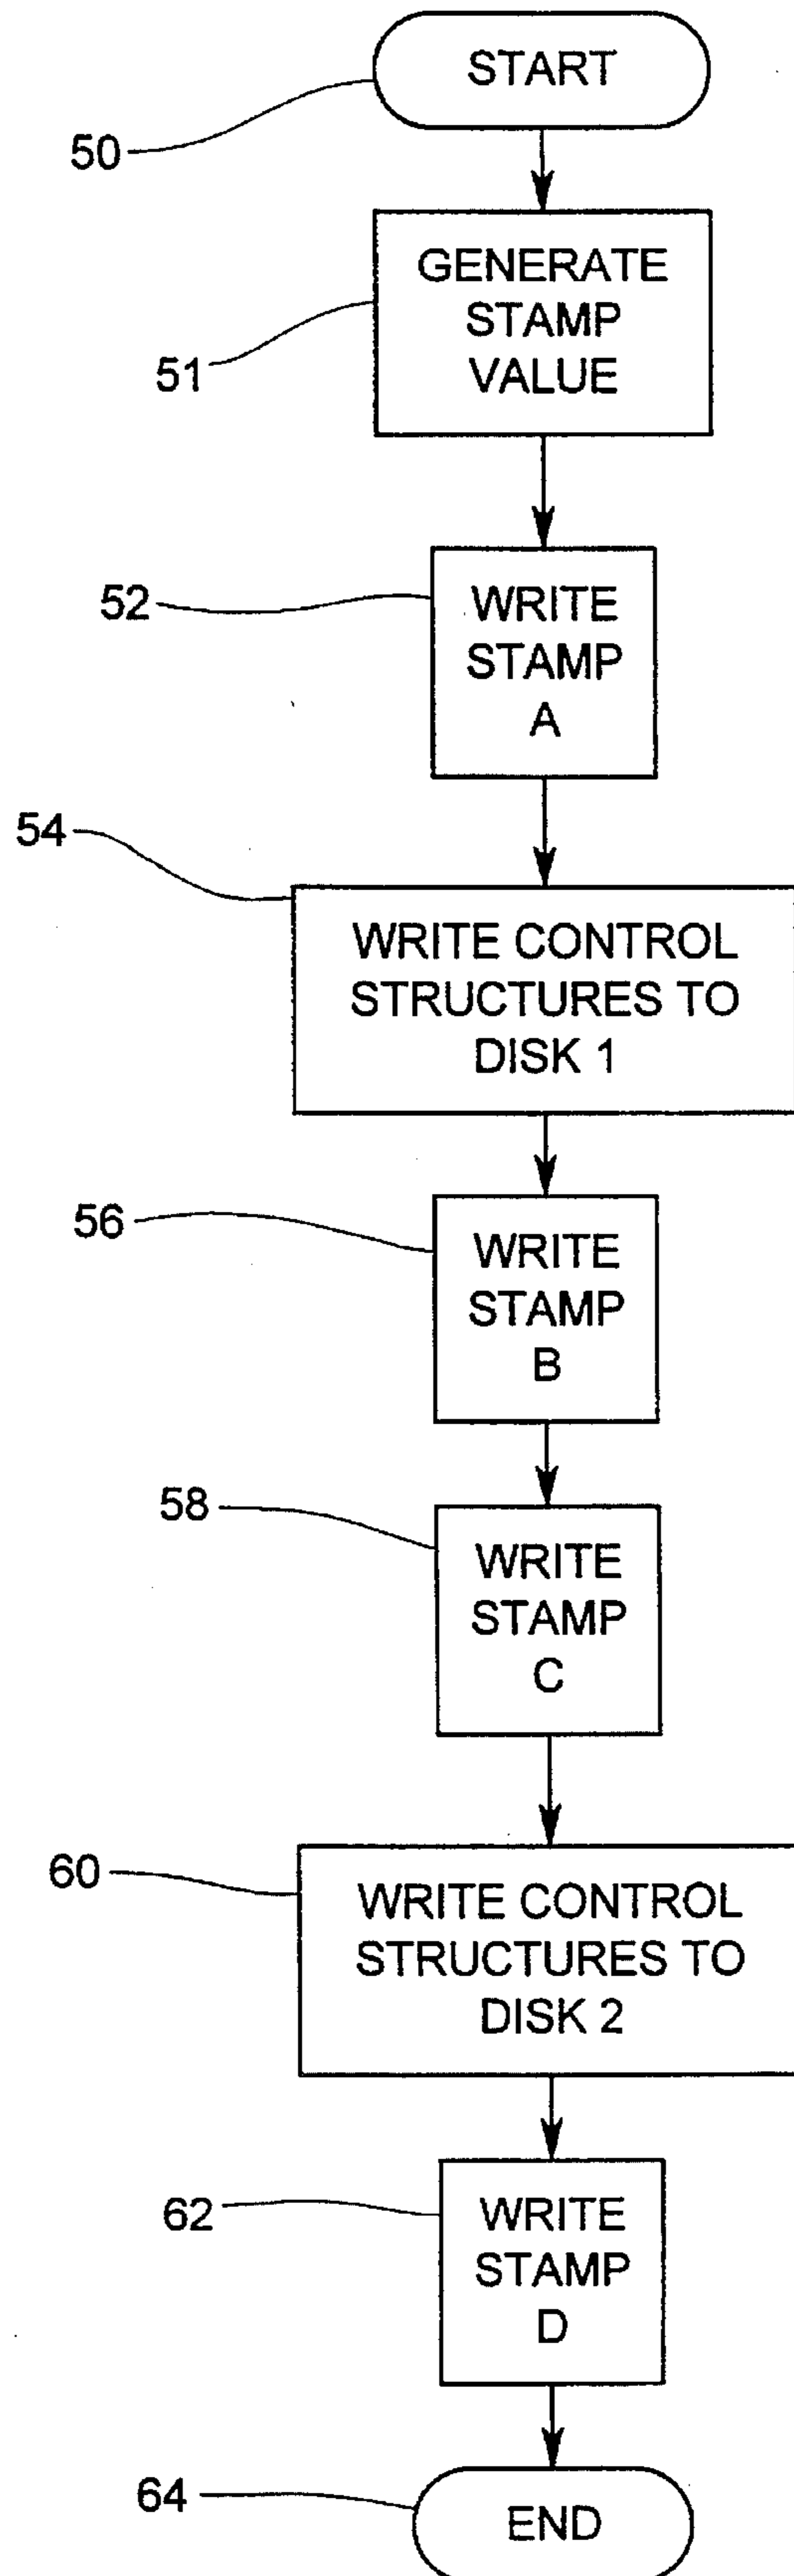 START
50
GENERATE
STAMP
VALUE
51
52
WRITE
STAMP
A
54
WRITE CONTROL
STRUCTURES TO
DISK 1
56
WRITE
STAMP
B
58
WRITE
STAMP
C
60
WRITE CONTROL
STRUCTURES TO
DISK 2
62
WRITE
STAMP
D
64
END